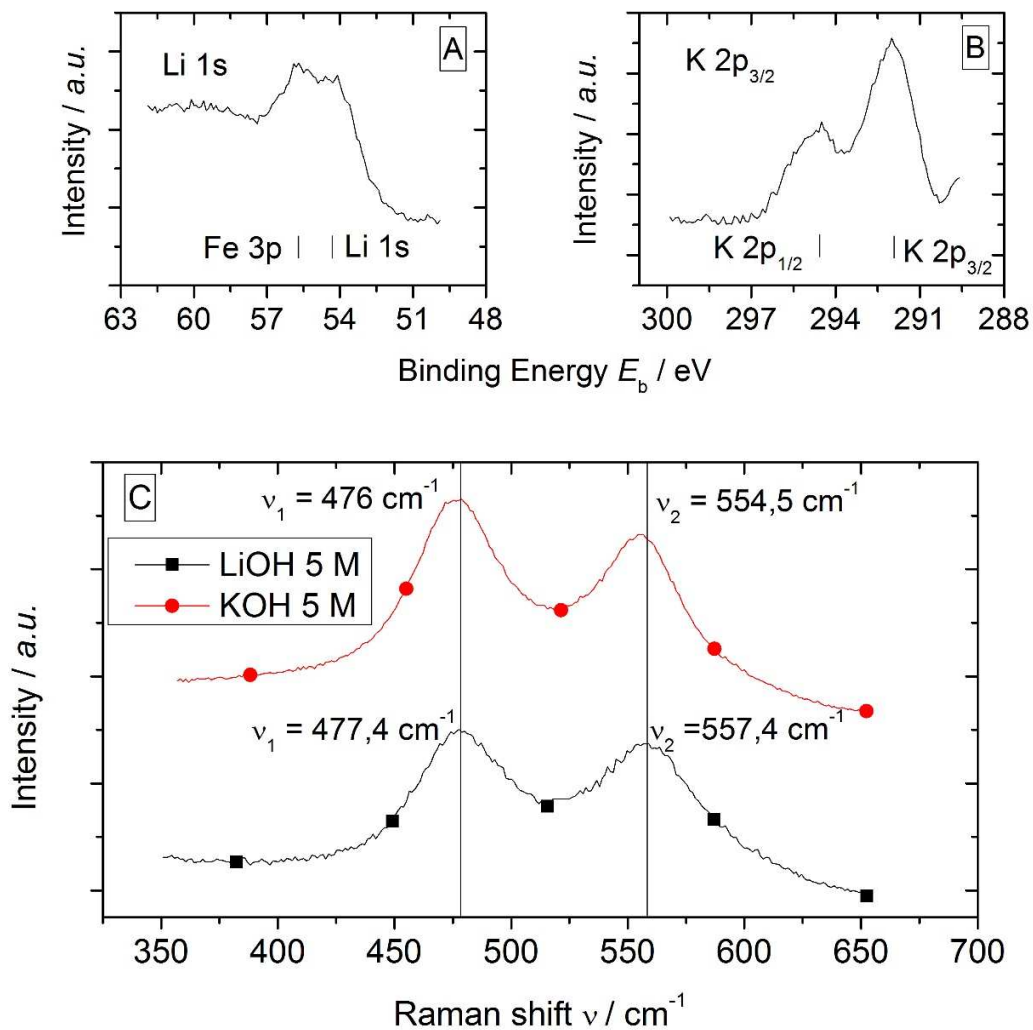 A
Li 1s
Intensity / a.u.
Fe 3p
Li 1s
63 60 57 54 51 48
B
K 2p3/2
Intensity / a.u.
K 2p1/2
K 2p3/2
300 297 294 291 288
Binding Energy Eb / eV
C
ν1 = 476 cm-1
ν2 = 554,5 cm-1
LiOH 5 M
KOH 5 M
ν1 = 477,4 cm-1
ν2 =557,4 cm-1
Intensity / a.u.
350 400 450 500 550 600 650 700
Raman shift ν / cm-1